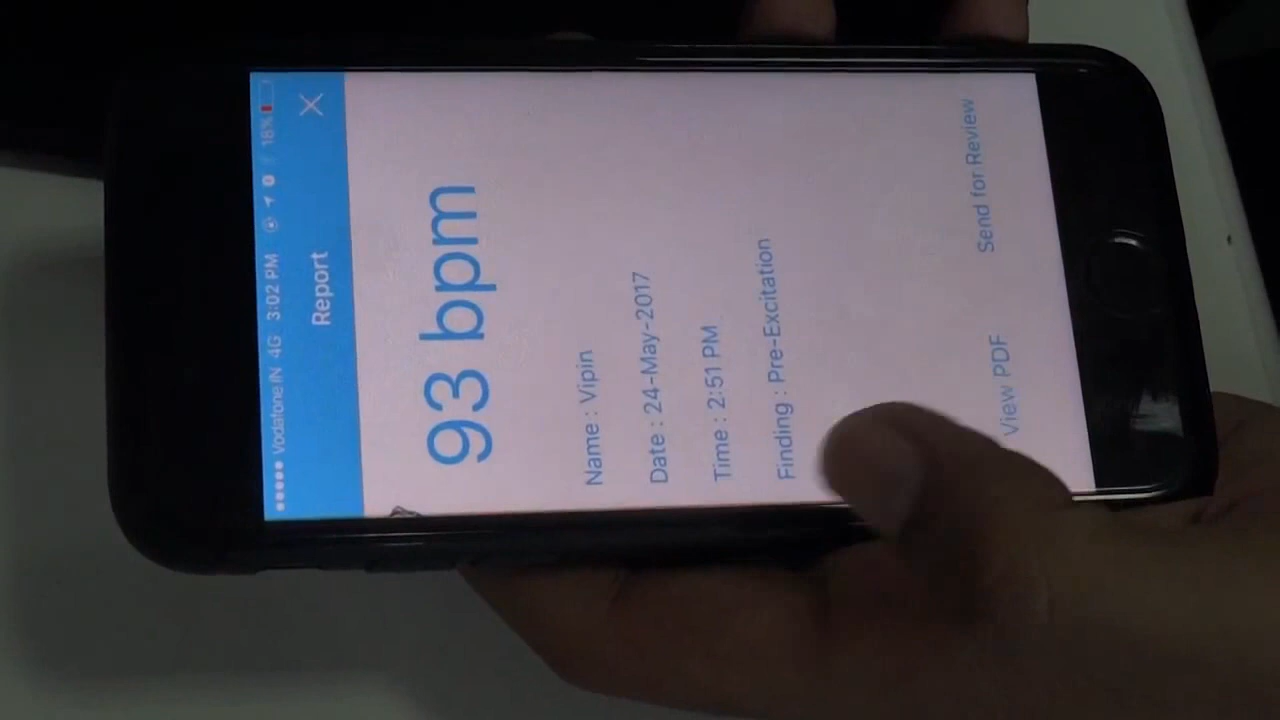 Vodafone IN 4G 3:02 PM 18%
Report
93 bpm
Name : Vipin
Date : 24-May-2017
Time : 2:51 PM
Finding : Pre-Excitation
View PDF Send for Review